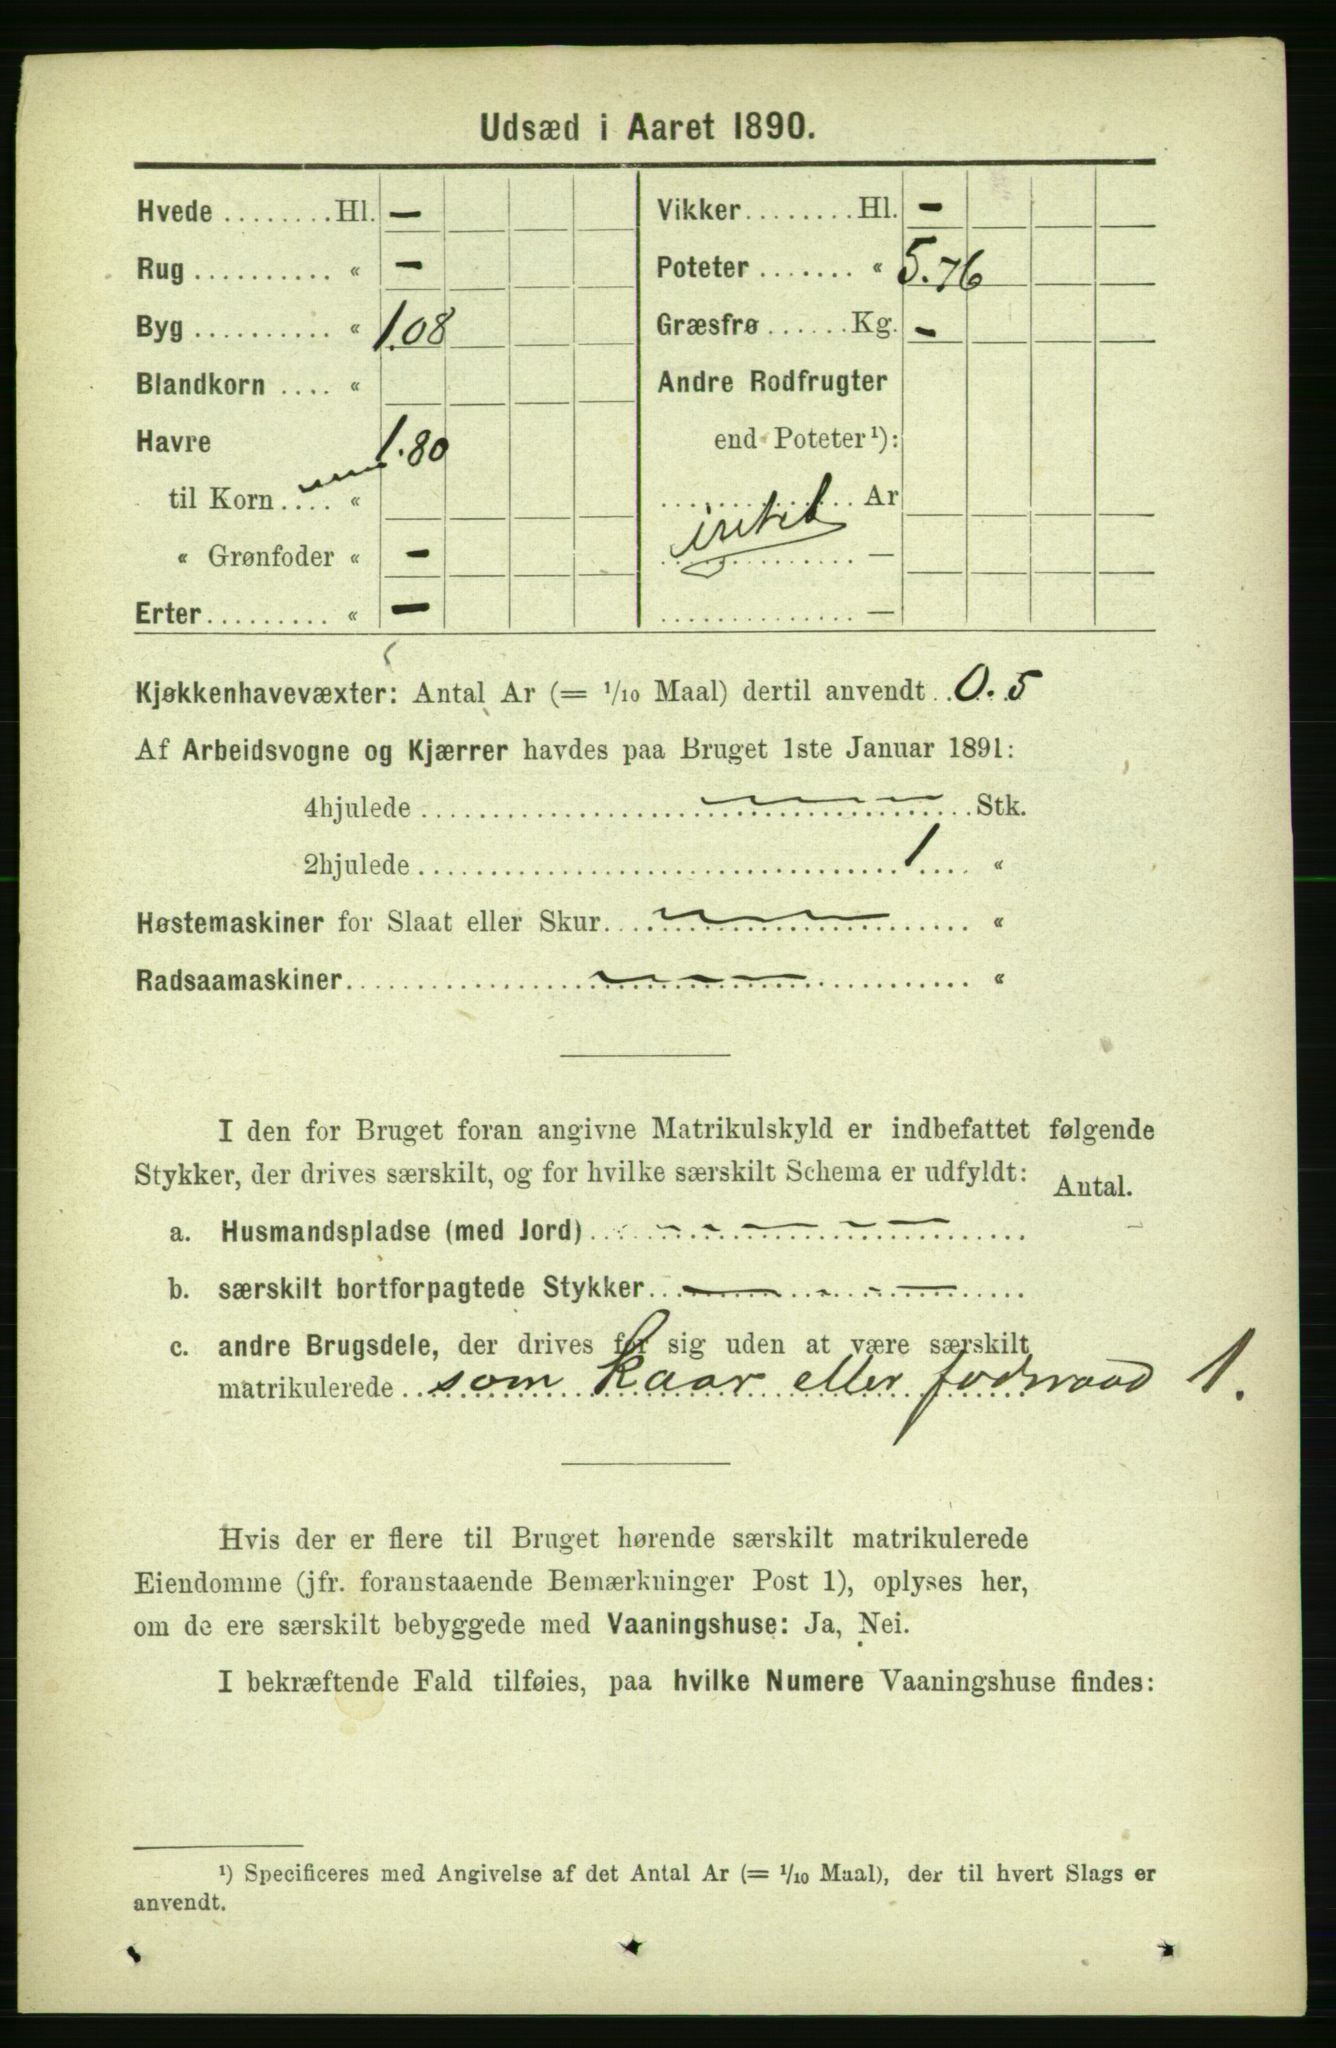 Udsæd i Aaret 1890.
Hvede ........ Hl. —
Rug .......... « —
Byg .......... « 1.08
Blandkorn .... «
Havre 1.80
til Korn .... «
« Grønfoder « —
Erter ......... « —
Vikker ........ Hl. —
Poteter ....... « 5.76
Græsfrø ...... Kg. —
Andre Rodfrugter
end Poteter ¹):
.............. Ar
intet
.............. —
.............. —
Kjøkkenhavevæxter: Antal Ar (= 1/10 Maal) dertil anvendt .. 0.5
Af Arbeidsvogne og Kjærrer havdes paa Bruget 1ste Januar 1891:
4hjulede ........ — Stk.
2hjulede ........ 1 .... «
Høstemaskiner for Slaat eller Skur ........ — «
Radsaamaskiner ........ — «
I den for Bruget foran angivne Matrikulskyld er indbefattet følgende
Stykker, der drives særskilt, og for hvilke særskilt Schema er udfyldt: Antal.
a. Husmandspladse (med Jord) ........ —
b. særskilt bortforpagtede Stykker ........ —
c. andre Brugsdele, der drives for sig uden at være særskilt
matrikulerede som Kaar eller foderaad 1.
Hvis der er flere til Bruget hørende særskilt matrikulerede
Eiendomme (jfr. foranstaaende Bemærkninger Post 1), oplyses her,
om de ere særskilt bebyggede med Vaaningshuse: Ja, Nei.
I bekræftende Fald tilføies, paa hvilke Numere Vaaningshuse findes:
¹) Specificeres med Angivelse af det Antal Ar (= 1/10 Maal), der til hvert Slags er
anvendt.